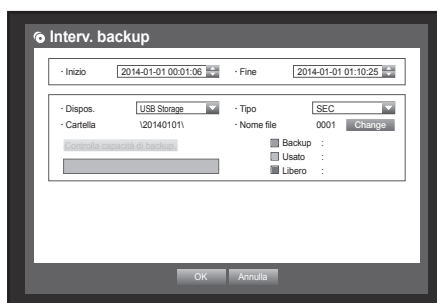 Interv. backup
· Inizio 2014-01-01 00:01:06 · Fine 2014-01-01 01:10:25
· Dispos. USB Storage · Tipo SEC
· Cartella \20140101\ · Nome file 0001 Change
Controlla capacità di backup. Backup :
Usato :
Libero :
OK Annulla